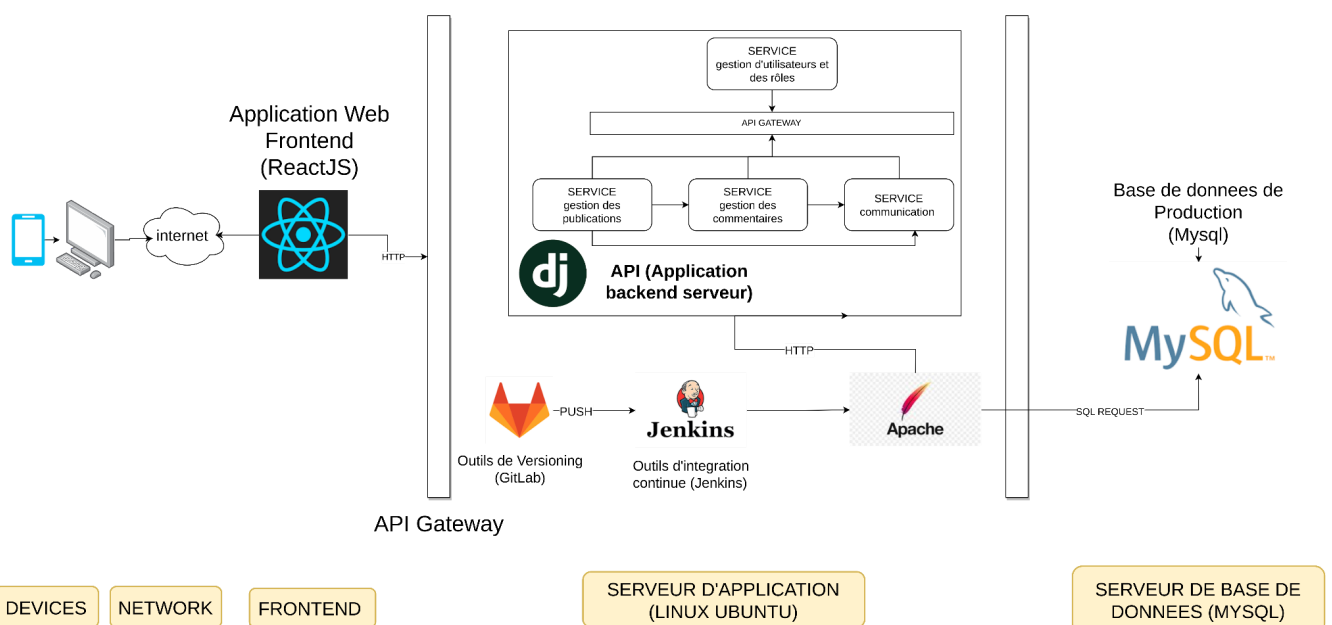 Application Web
Frontend
(ReactJS)
internet
HTTP
API Gateway
SERVICE
gestion d'utilisateurs et
des rôles
API GATEWAY
SERVICE
gestion des
publications
SERVICE
gestion des
commentaires
SERVICE
communication
dj
API (Application
backend serveur)
HTTP
PUSH
Jenkins
Apache
Outils de Versioning
(GitLab)
Outils d'integration
continue (Jenkins)
SQL REQUEST
Base de donnees de
Production
(Mysql)
MySQL™
DEVICES
NETWORK
FRONTEND
SERVEUR D'APPLICATION
(LINUX UBUNTU)
SERVEUR DE BASE DE
DONNEES (MYSQL)